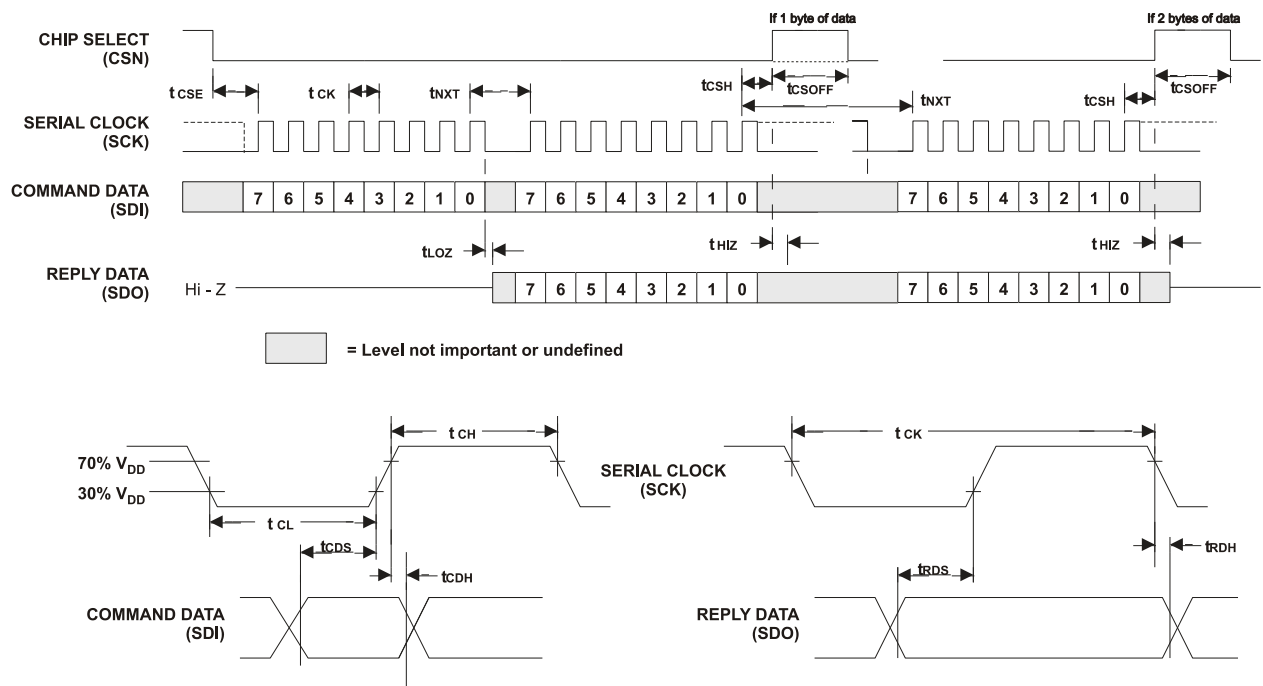 If 1 byte of data
If 2 bytes of data
CHIP SELECT
(CSN)
tCSE
t CK
tNXT
tCSH
tCSOFF
tNXT
tCSH
tCSOFF
SERIAL CLOCK
(SCK)
COMMAND DATA
(SDI)
7 6 5 4 3 2 1 0 7 6 5 4 3 2 1 0 7 6 5 4 3 2 1 0
tLOZ
t HIZ
t HIZ
REPLY DATA
(SDO)
Hi - Z
7 6 5 4 3 2 1 0 7 6 5 4 3 2 1 0
= Level not important or undefined
t CH
t CK
70% VDD
30% VDD
SERIAL CLOCK
(SCK)
t CL
tCDS
tCDH
tRDS
tRDH
COMMAND DATA
(SDI)
REPLY DATA
(SDO)